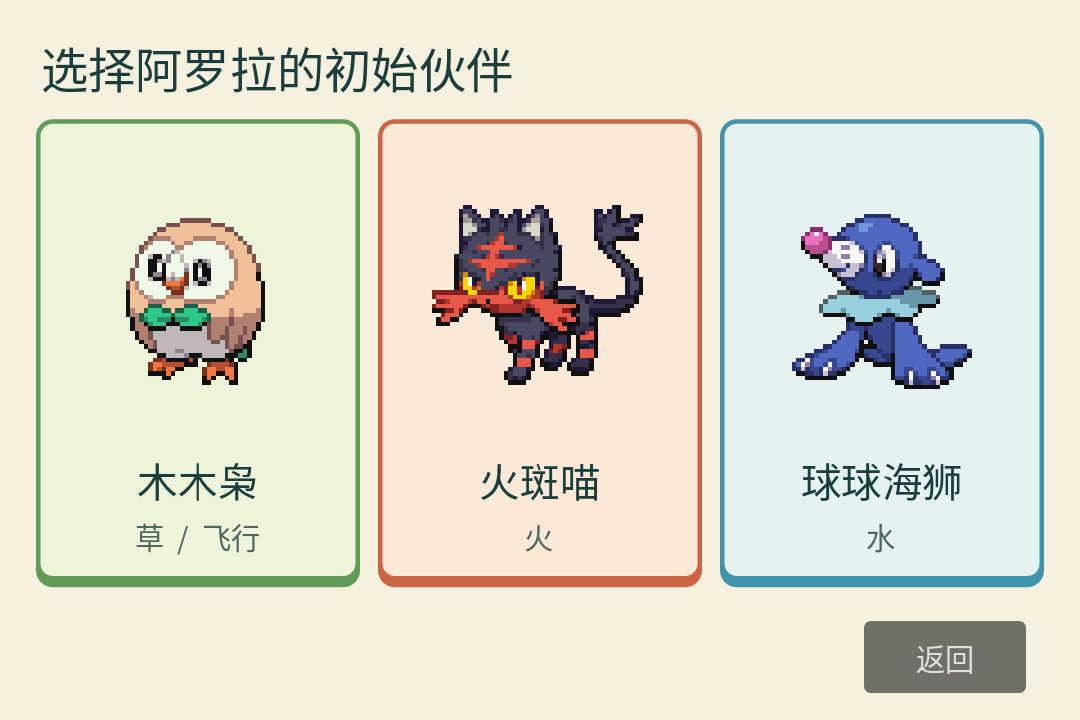 选择阿罗拉的初始伙伴
木木枭
草 / 飞行
火斑喵
火
球球海狮
水
返回